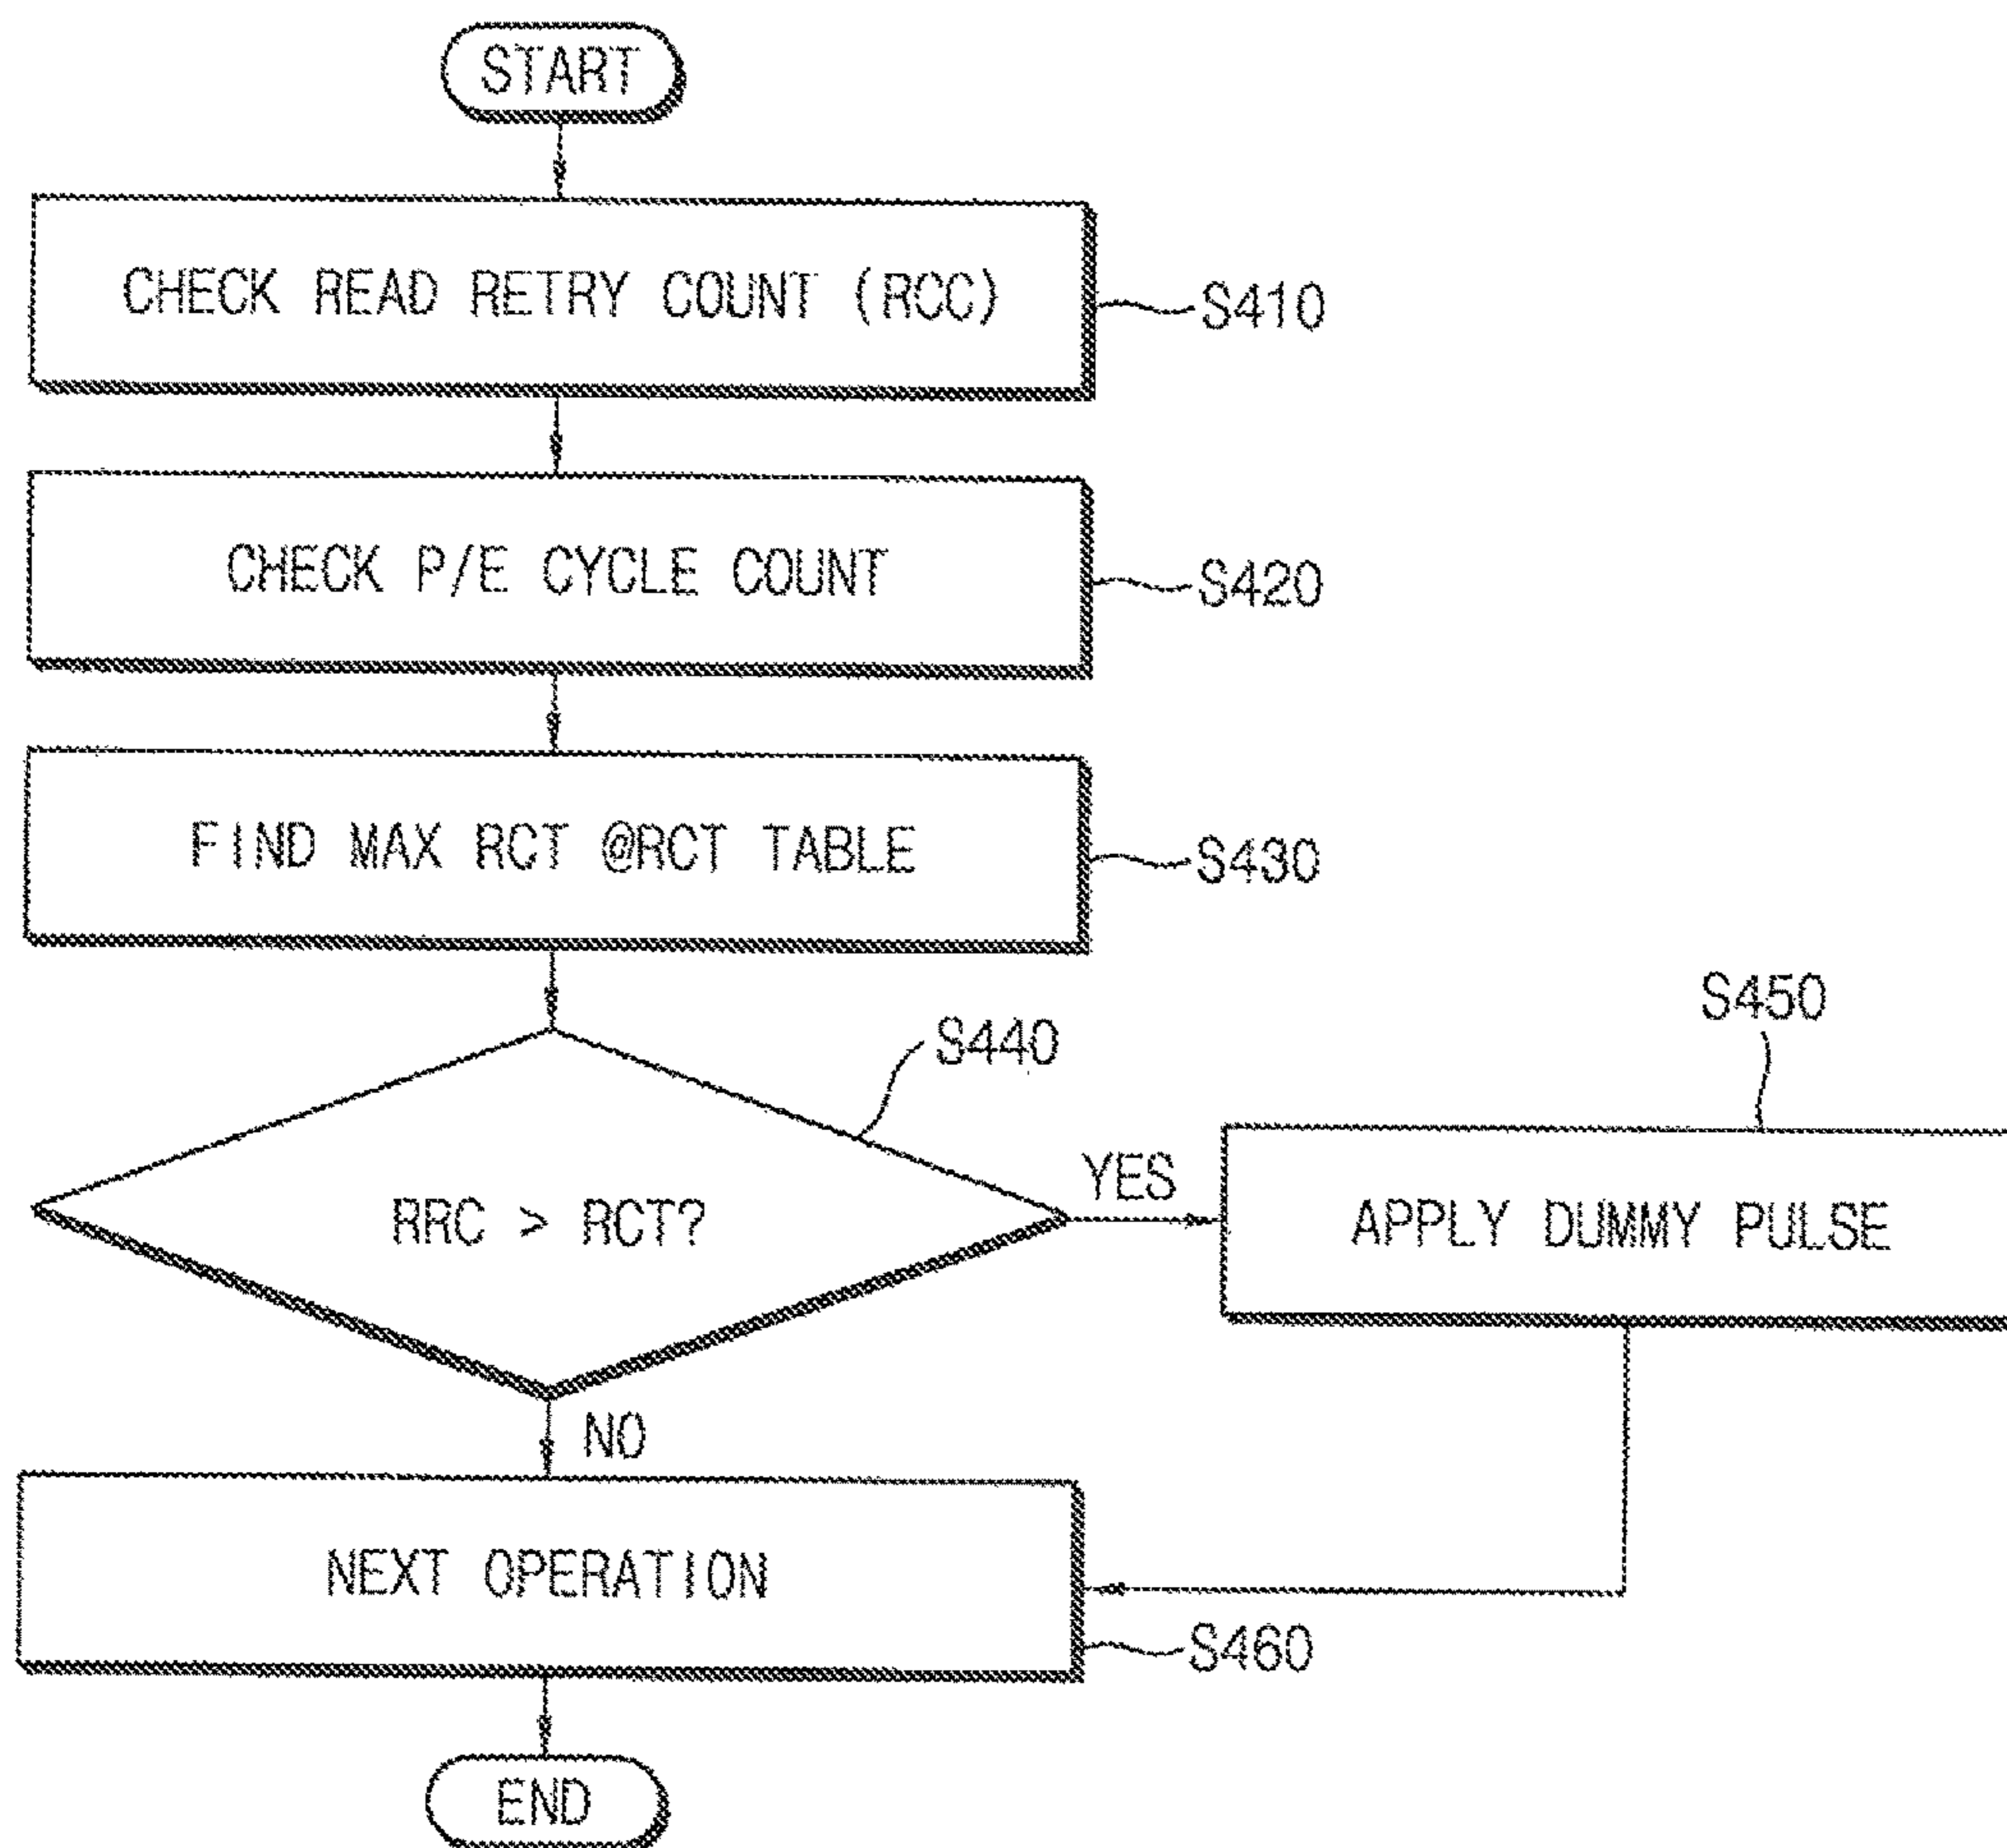 START
CHECK READ RETRY COUNT (RCC)
S410
CHECK P/E CYCLE COUNT
S420
FIND MAX RCT @RCT TABLE
S430
S440
RRC > RCT?
YES
S450
APPLY DUMMY PULSE
NO
NEXT OPERATION
S460
END